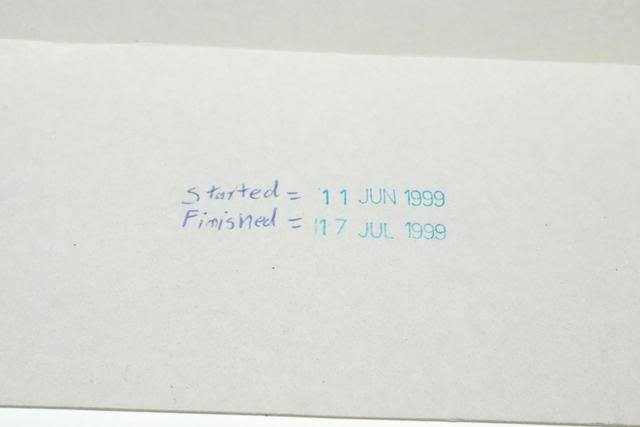 Started = 11 JUN 1999
Finished = 17 JUL 1999